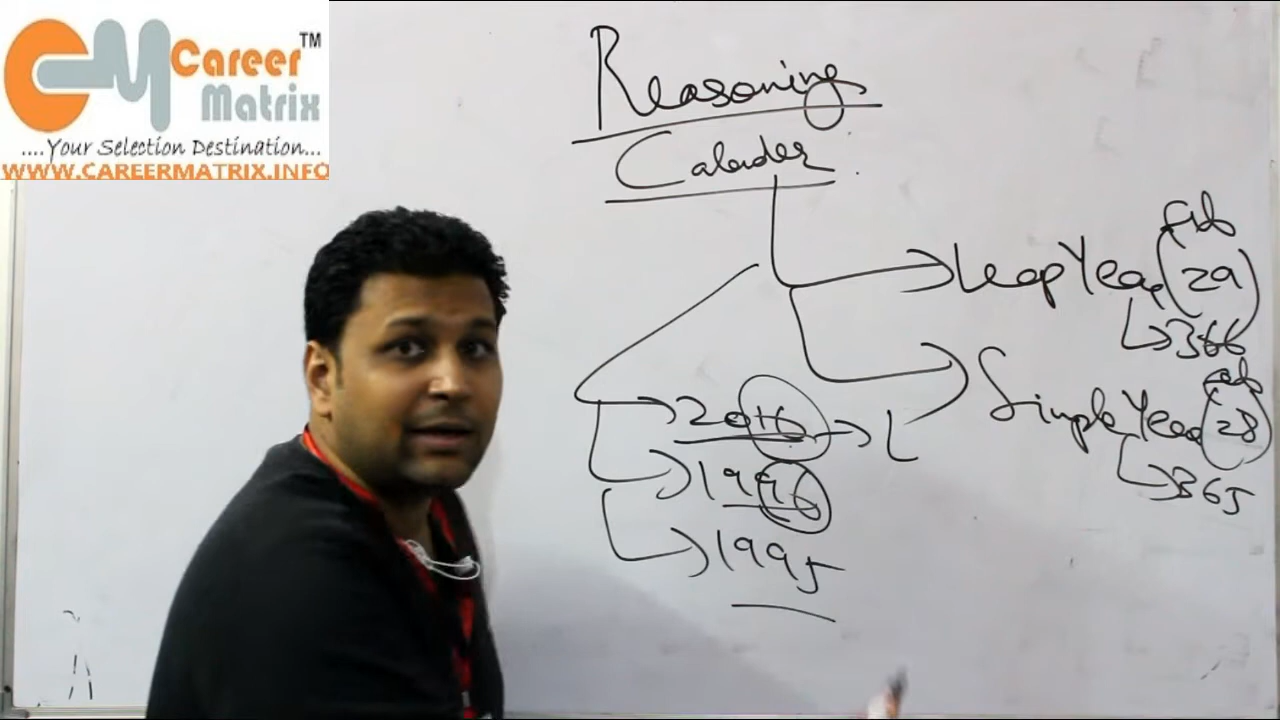 CM Career Matrix TM
....Your Selection Destination...
WWW.CAREERMATRIX.INFO
Reasoning
Calender
Leap Year (29) feb
366
Simple Year (28) feb
365
2016 → L
1996
1995